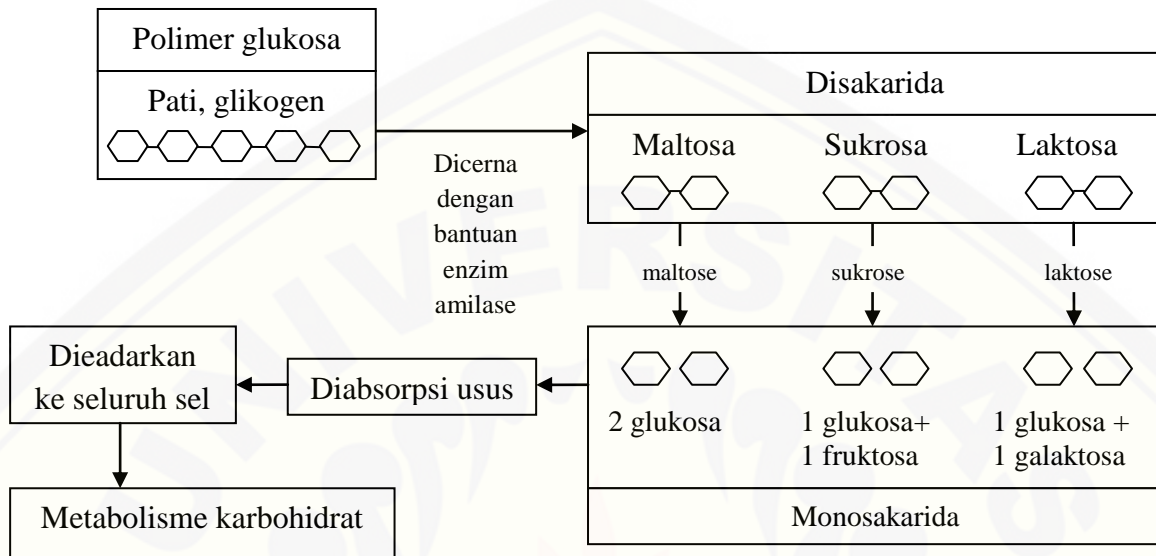 Polimer glukosa
Pati, glikogen
Dicerna
dengan
bantuan
enzim
amilase
Disakarida
Maltosa Sukrosa Laktosa
maltose sukrose laktose
2 glukosa
1 glukosa+
1 fruktosa
1 glukosa +
1 galaktosa
Monosakarida
Diabsorpsi usus
Dieadarkan
ke seluruh sel
Metabolisme karbohidrat
UNIVERSITAS